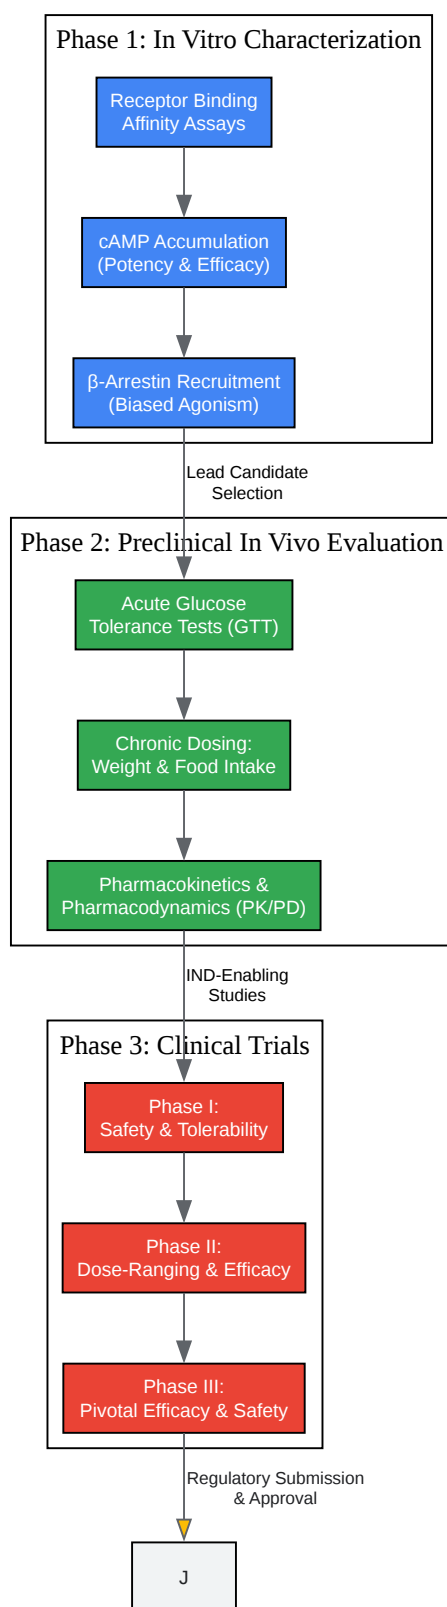 Phase 1: In Vitro Characterization
Receptor Binding
Affinity Assays
cAMP Accumulation
(Potency & Efficacy)
β-Arrestin Recruitment
(Biased Agonism)
Lead Candidate
Selection
Phase 2: Preclinical In Vivo Evaluation
Acute Glucose
Tolerance Tests (GTT)
Chronic Dosing:
Weight & Food Intake
Pharmacokinetics &
Pharmacodynamics (PK/PD)
IND-Enabling
Studies
Phase 3: Clinical Trials
Phase I:
Safety & Tolerability
Phase II:
Dose-Ranging & Efficacy
Phase III:
Pivotal Efficacy & Safety
Regulatory Submission
& Approval
J